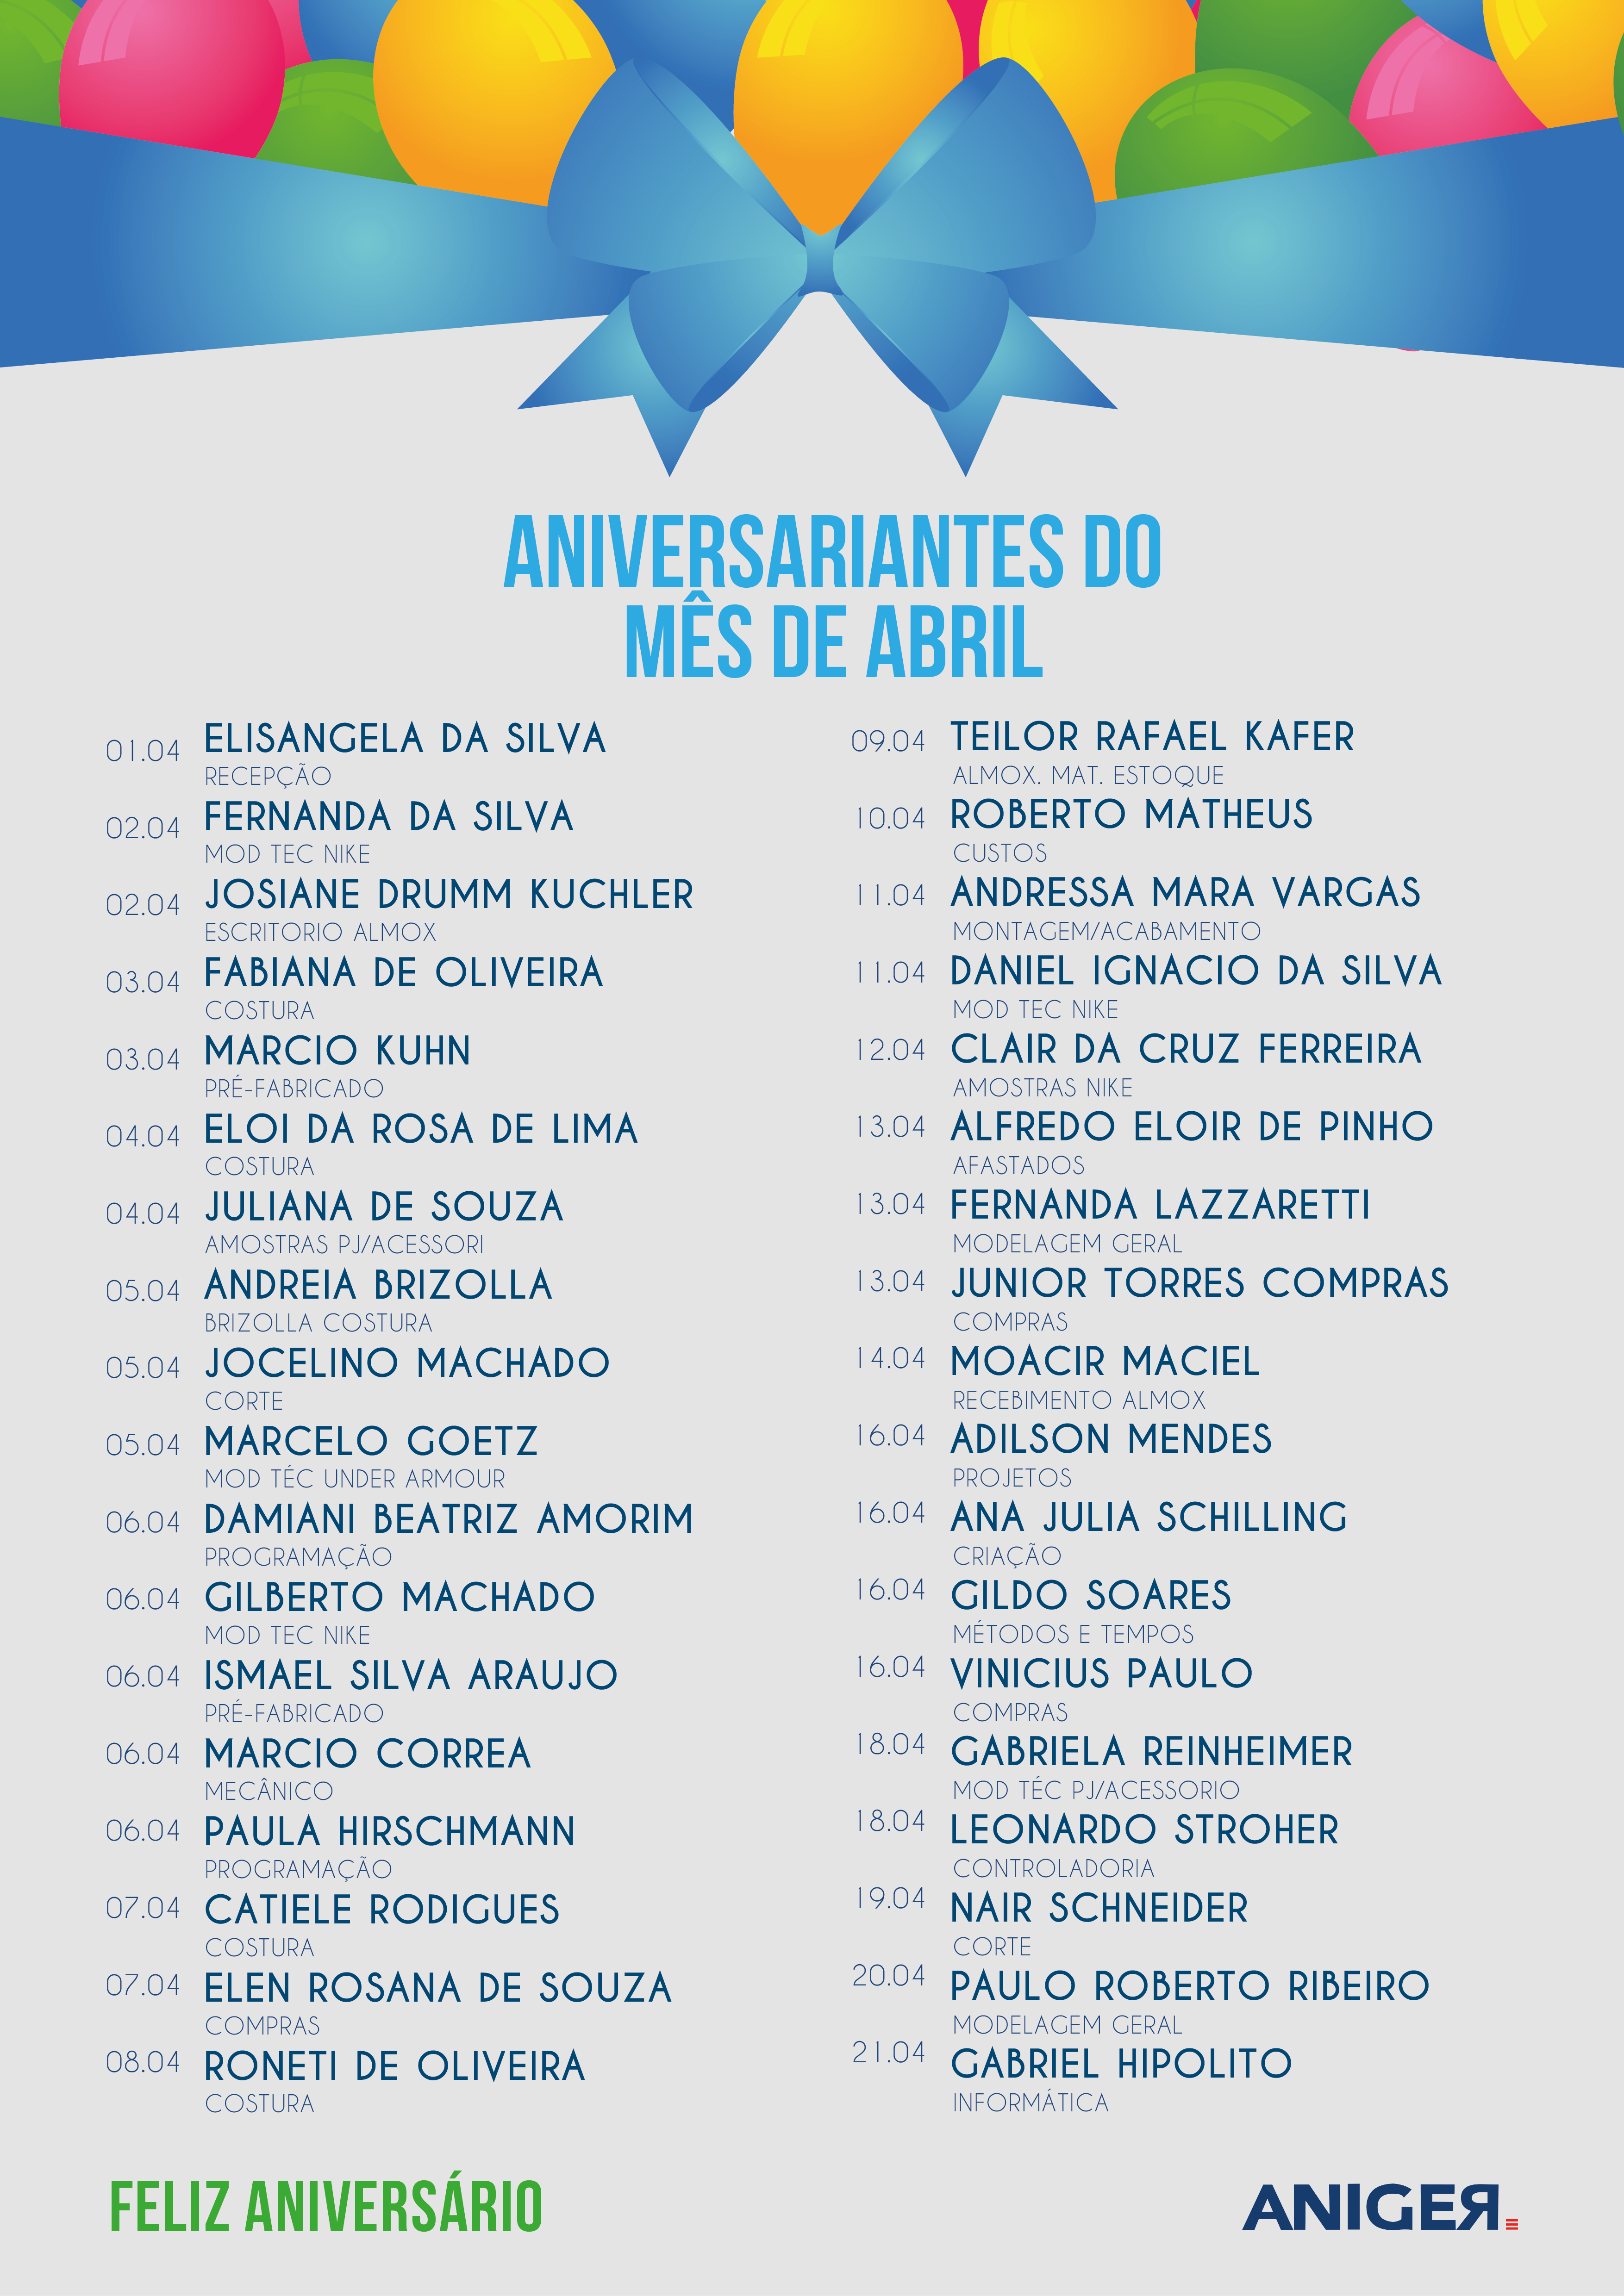 ANIVERSARIANTES DO
MÊS DE ABRIL
01.04 ELISANGELA DA SILVA
RECEPÇÃO
02.04 FERNANDA DA SILVA
MOD TEC NIKE
02.04 JOSIANE DRUMM KUCHLER
ESCRITORIO ALMOX
03.04 FABIANA DE OLIVEIRA
COSTURA
03.04 MARCIO KUHN
PRÉ-FABRICADO
04.04 ELOI DA ROSA DE LIMA
COSTURA
04.04 JULIANA DE SOUZA
AMOSTRAS PJ/ACESSORI
05.04 ANDREIA BRIZOLLA
BRIZOLLA COSTURA
05.04 JOCELINO MACHADO
CORTE
05.04 MARCELO GOETZ
MOD TÉC UNDER ARMOUR
06.04 DAMIANI BEATRIZ AMORIM
PROGRAMAÇÃO
06.04 GILBERTO MACHADO
MOD TEC NIKE
06.04 ISMAEL SILVA ARAUJO
PRÉ-FABRICADO
06.04 MARCIO CORREA
MECÂNICO
06.04 PAULA HIRSCHMANN
PROGRAMAÇÃO
07.04 CATIELE RODIGUES
COSTURA
07.04 ELEN ROSANA DE SOUZA
COMPRAS
08.04 RONETI DE OLIVEIRA
COSTURA
09.04 TEILOR RAFAEL KAFER
ALMOX. MAT. ESTOQUE
10.04 ROBERTO MATHEUS
CUSTOS
11.04 ANDRESSA MARA VARGAS
MONTAGEM/ACABAMENTO
11.04 DANIEL IGNACIO DA SILVA
MOD TEC NIKE
12.04 CLAIR DA CRUZ FERREIRA
AMOSTRAS NIKE
13.04 ALFREDO ELOIR DE PINHO
AFASTADOS
13.04 FERNANDA LAZZARETTI
MODELAGEM GERAL
13.04 JUNIOR TORRES COMPRAS
COMPRAS
14.04 MOACIR MACIEL
RECEBIMENTO ALMOX
16.04 ADILSON MENDES
PROJETOS
16.04 ANA JULIA SCHILLING
CRIAÇÃO
16.04 GILDO SOARES
MÉTODOS E TEMPOS
16.04 VINICIUS PAULO
COMPRAS
18.04 GABRIELA REINHEIMER
MOD TÉC PJ/ACESSORIO
18.04 LEONARDO STROHER
CONTROLADORIA
19.04 NAIR SCHNEIDER
CORTE
20.04 PAULO ROBERTO RIBEIRO
MODELAGEM GERAL
21.04 GABRIEL HIPOLITO
INFORMÁTICA
FELIZ ANIVERSÁRIO
ANIGER